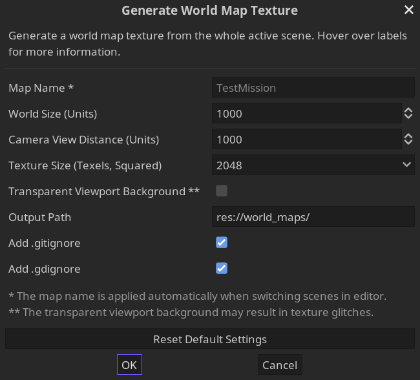 Generate World Map Texture
Generate a world map texture from the whole active scene. Hover over labels
for more information.
Map Name * TestMission
World Size (Units) 1000
Camera View Distance (Units) 1000
Texture Size (Texels, Squared) 2048
Transparent Viewport Background **
Output Path res://world_maps/
Add .gitignore
Add .gdignore
* The map name is applied automatically when switching scenes in editor.
** The transparent viewport background may result in texture glitches.
Reset Default Settings
OK Cancel